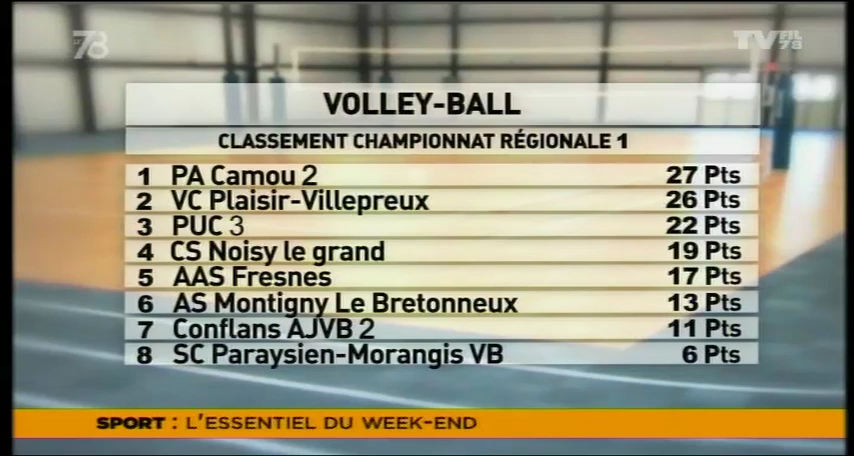 LE 78
TV FIL 78
VOLLEY-BALL
CLASSEMENT CHAMPIONNAT RÉGIONALE 1
1 PA Camou 2 27 Pts
2 VC Plaisir-Villepreux 26 Pts
3 PUC 3 22 Pts
4 CS Noisy le grand 19 Pts
5 AAS Fresnes 17 Pts
6 AS Montigny Le Bretonneux 13 Pts
7 Conflans AJVB 2 11 Pts
8 SC Paraysien-Morangis VB 6 Pts
SPORT : L'ESSENTIEL DU WEEK-END